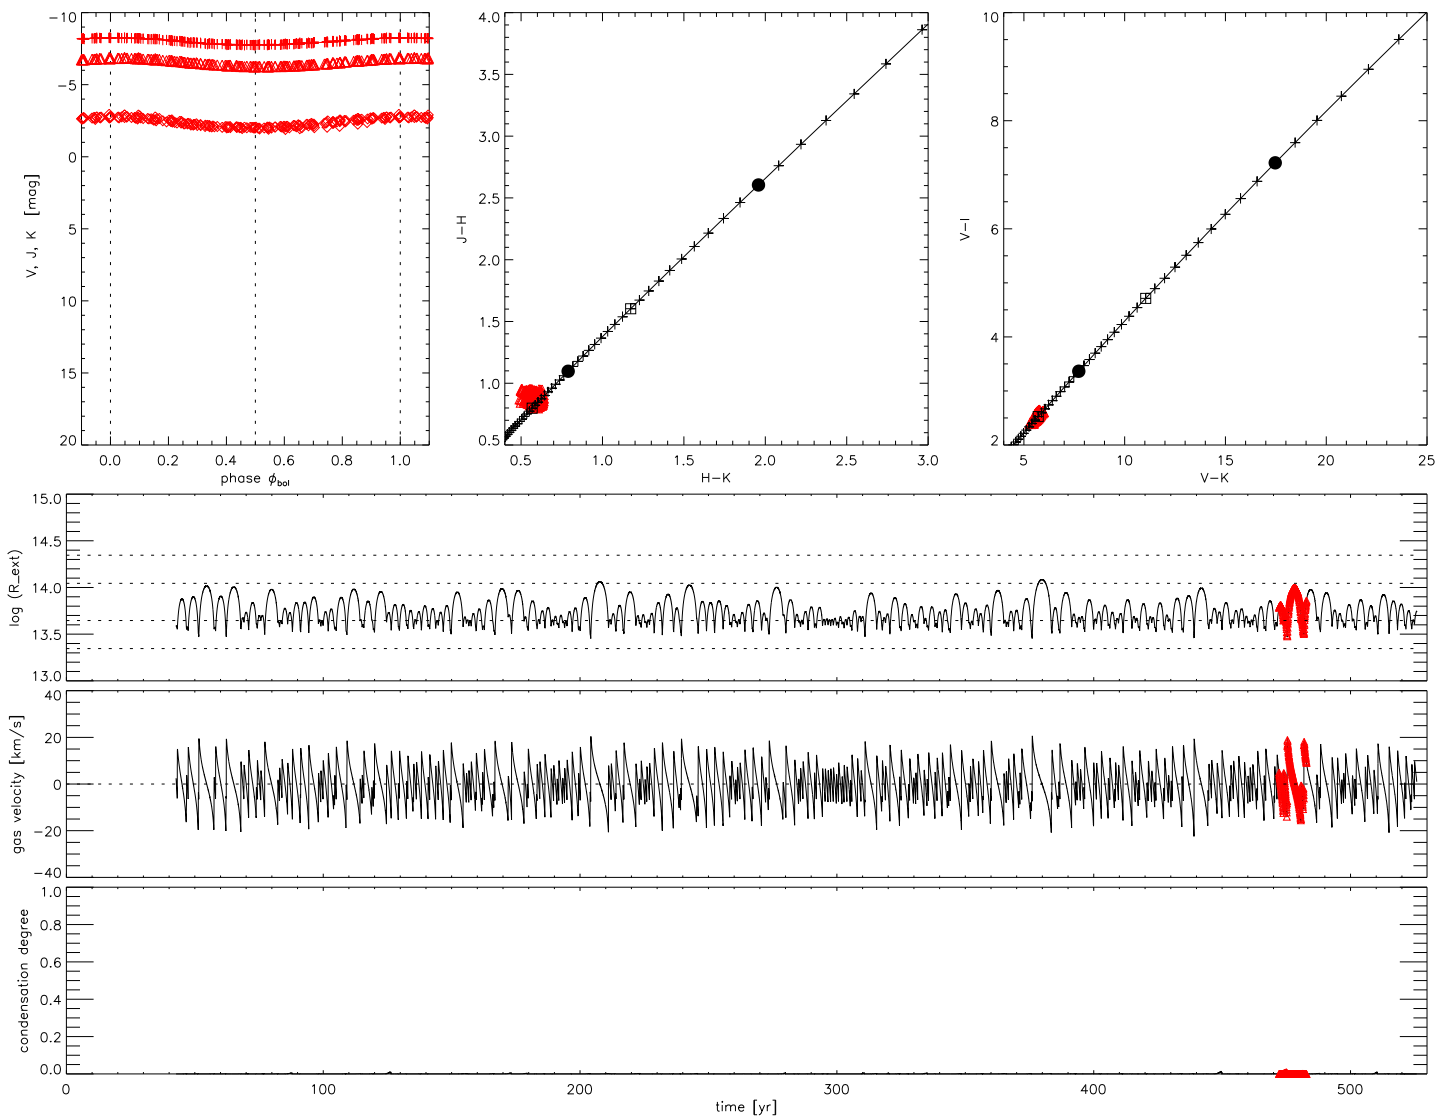 -10
-5
0
5
10
15
20
V, J, K [mag]
0.0 0.2 0.4 0.6 0.8 1.0
phase ϕbol
4.0
3.5
3.0
2.5
2.0
1.5
1.0
0.5
J-H
0.5 1.0 1.5 2.0 2.5 3.0
H-K
10
8
6
4
2
V-I
5 10 15 20 25
V-K
15.0
14.5
14.0
13.5
13.0
log (R_ext)
40
20
0
-20
-40
gas velocity [km/s]
1.0
0.8
0.6
0.4
0.2
0.0
condensation degree
0 100 200 300 400 500
time [yr]